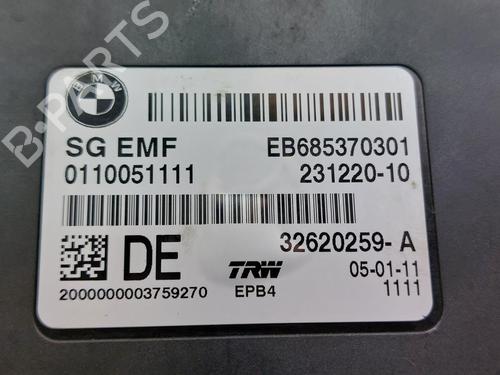 B-PARTS
BMW
SG EMF EB685370301
0110051111 231220-10
32620259- A
DE TRW 05-01-11
2000000003759270 EPB4 1111